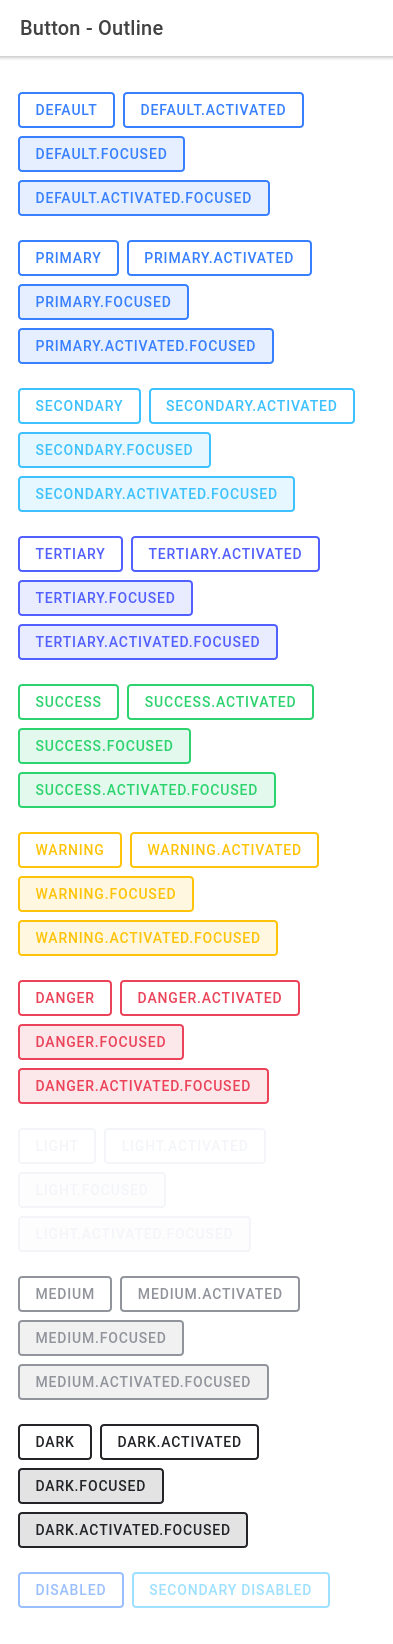 Button - Outline
DEFAULT DEFAULT.ACTIVATED
DEFAULT.FOCUSED
DEFAULT.ACTIVATED.FOCUSED
PRIMARY PRIMARY.ACTIVATED
PRIMARY.FOCUSED
PRIMARY.ACTIVATED.FOCUSED
SECONDARY SECONDARY.ACTIVATED
SECONDARY.FOCUSED
SECONDARY.ACTIVATED.FOCUSED
TERTIARY TERTIARY.ACTIVATED
TERTIARY.FOCUSED
TERTIARY.ACTIVATED.FOCUSED
SUCCESS SUCCESS.ACTIVATED
SUCCESS.FOCUSED
SUCCESS.ACTIVATED.FOCUSED
WARNING WARNING.ACTIVATED
WARNING.FOCUSED
WARNING.ACTIVATED.FOCUSED
DANGER DANGER.ACTIVATED
DANGER.FOCUSED
DANGER.ACTIVATED.FOCUSED
LIGHT LIGHT.ACTIVATED
LIGHT.FOCUSED
LIGHT.ACTIVATED.FOCUSED
MEDIUM MEDIUM.ACTIVATED
MEDIUM.FOCUSED
MEDIUM.ACTIVATED.FOCUSED
DARK DARK.ACTIVATED
DARK.FOCUSED
DARK.ACTIVATED.FOCUSED
DISABLED SECONDARY DISABLED